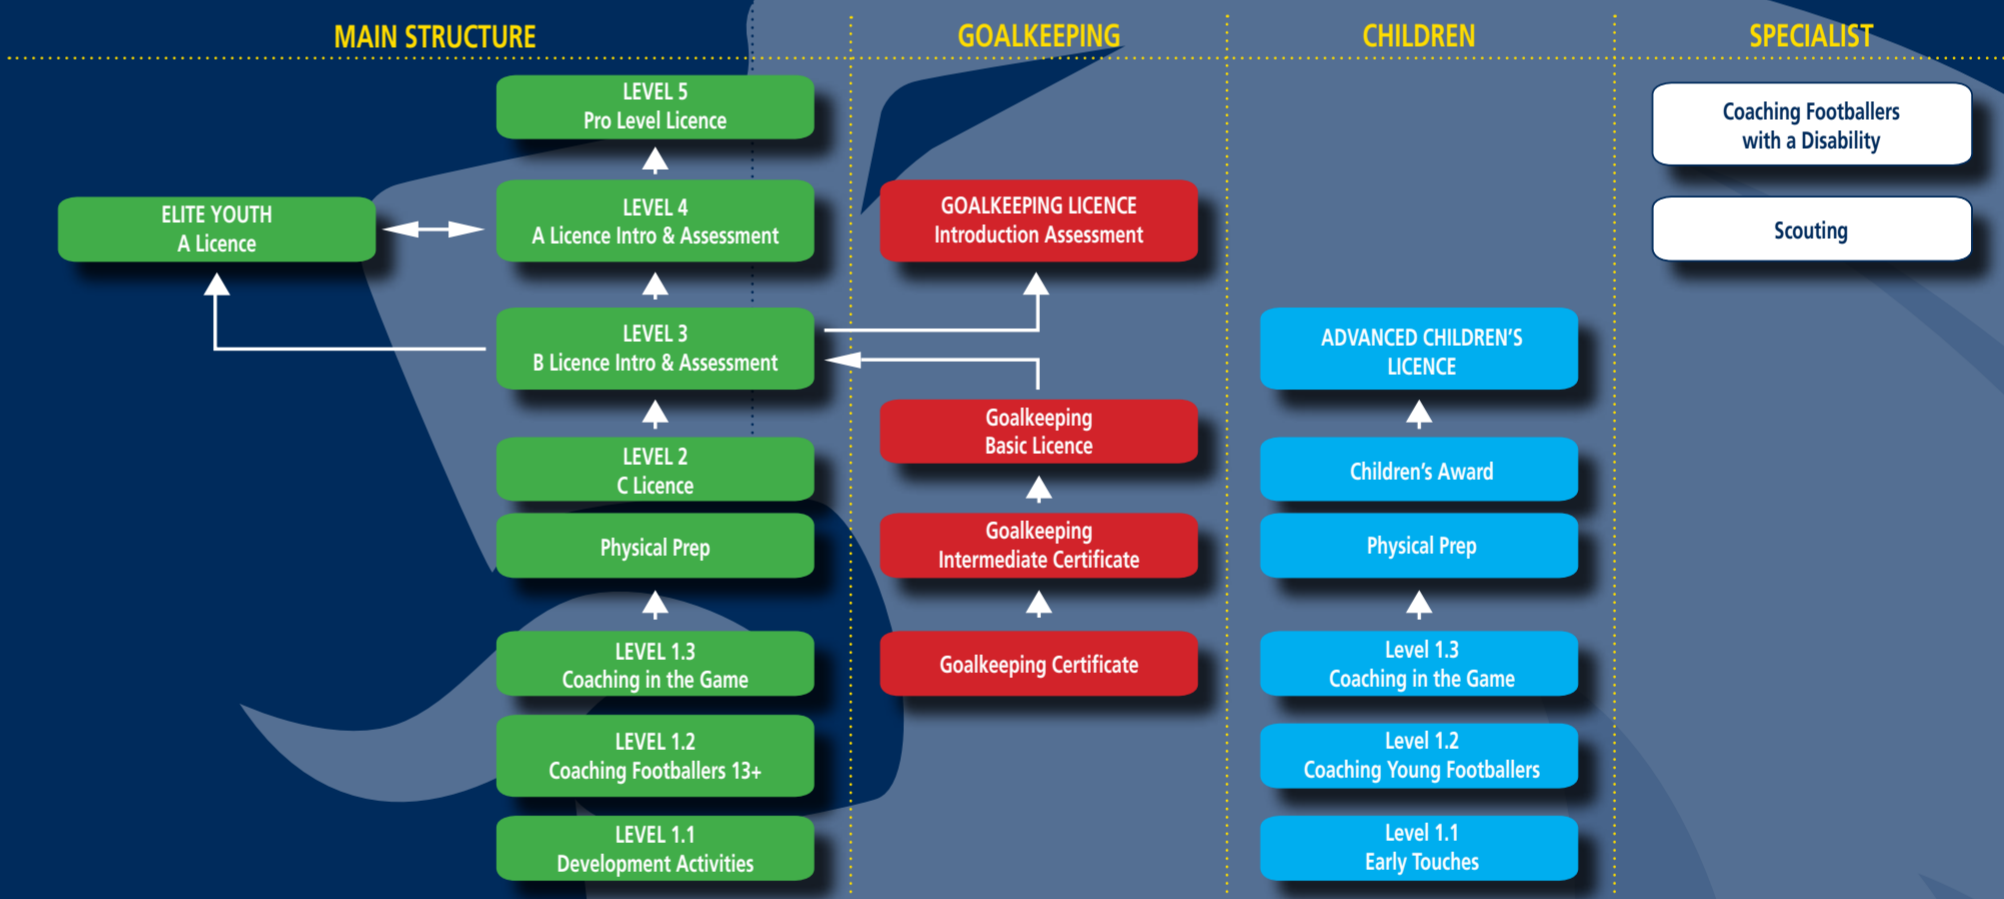 MAIN STRUCTURE
LEVEL 5
Pro Level Licence
ELITE YOUTH
A Licence
LEVEL 4
A Licence Intro & Assessment
LEVEL 3
B Licence Intro & Assessment
LEVEL 2
C Licence
Physical Prep
LEVEL 1.3
Coaching in the Game
LEVEL 1.2
Coaching Footballers 13+
LEVEL 1.1
Development Activities
GOALKEEPING
GOALKEEPING LICENCE
Introduction Assessment
Goalkeeping
Basic Licence
Goalkeeping
Intermediate Certificate
Goalkeeping Certificate
CHILDREN
ADVANCED CHILDREN'S
LICENCE
Children's Award
Physical Prep
Level 1.3
Coaching in the Game
Level 1.2
Coaching Young Footballers
Level 1.1
Early Touches
SPECIALIST
Coaching Footballers
with a Disability
Scouting